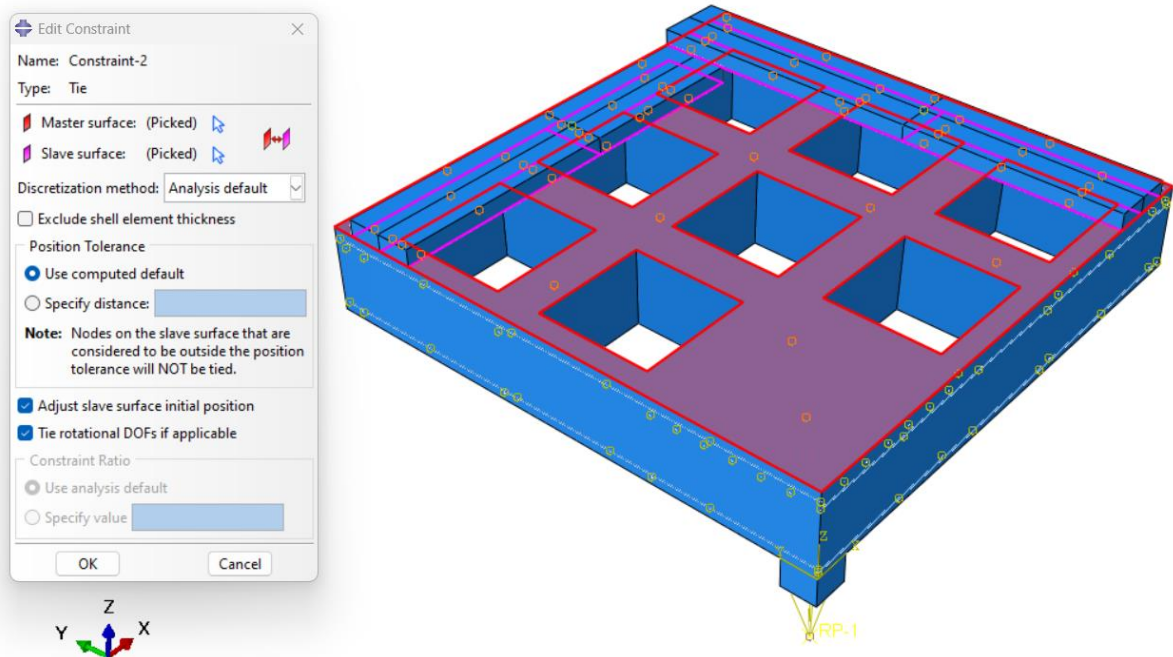 Edit Constraint
Name: Constraint-2
Type: Tie
Master surface: (Picked)
Slave surface: (Picked)
Discretization method: Analysis default
Exclude shell element thickness
Position Tolerance
Use computed default
Specify distance:
Note: Nodes on the slave surface that are
considered to be outside the position
tolerance will NOT be tied.
Adjust slave surface initial position
Tie rotational DOFs if applicable
Constraint Ratio
Use analysis default
Specify value
OK Cancel
Z
Y X
Z
Y X
RP-1